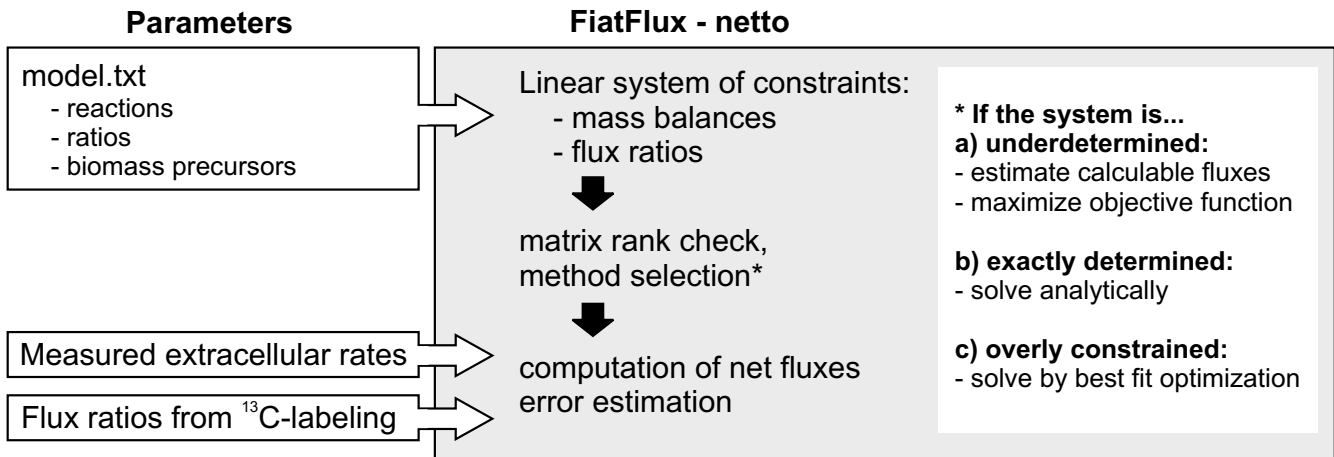 Parameters
FiatFlux - netto
model.txt
- reactions
- ratios
- biomass precursors
Linear system of constraints:
- mass balances
- flux ratios
matrix rank check,
method selection*
Measured extracellular rates
Flux ratios from ¹³C-labeling
computation of net fluxes
error estimation
* If the system is...
a) underdetermined:
- estimate calculable fluxes
- maximize objective function
b) exactly determined:
- solve analytically
c) overly constrained:
- solve by best fit optimization